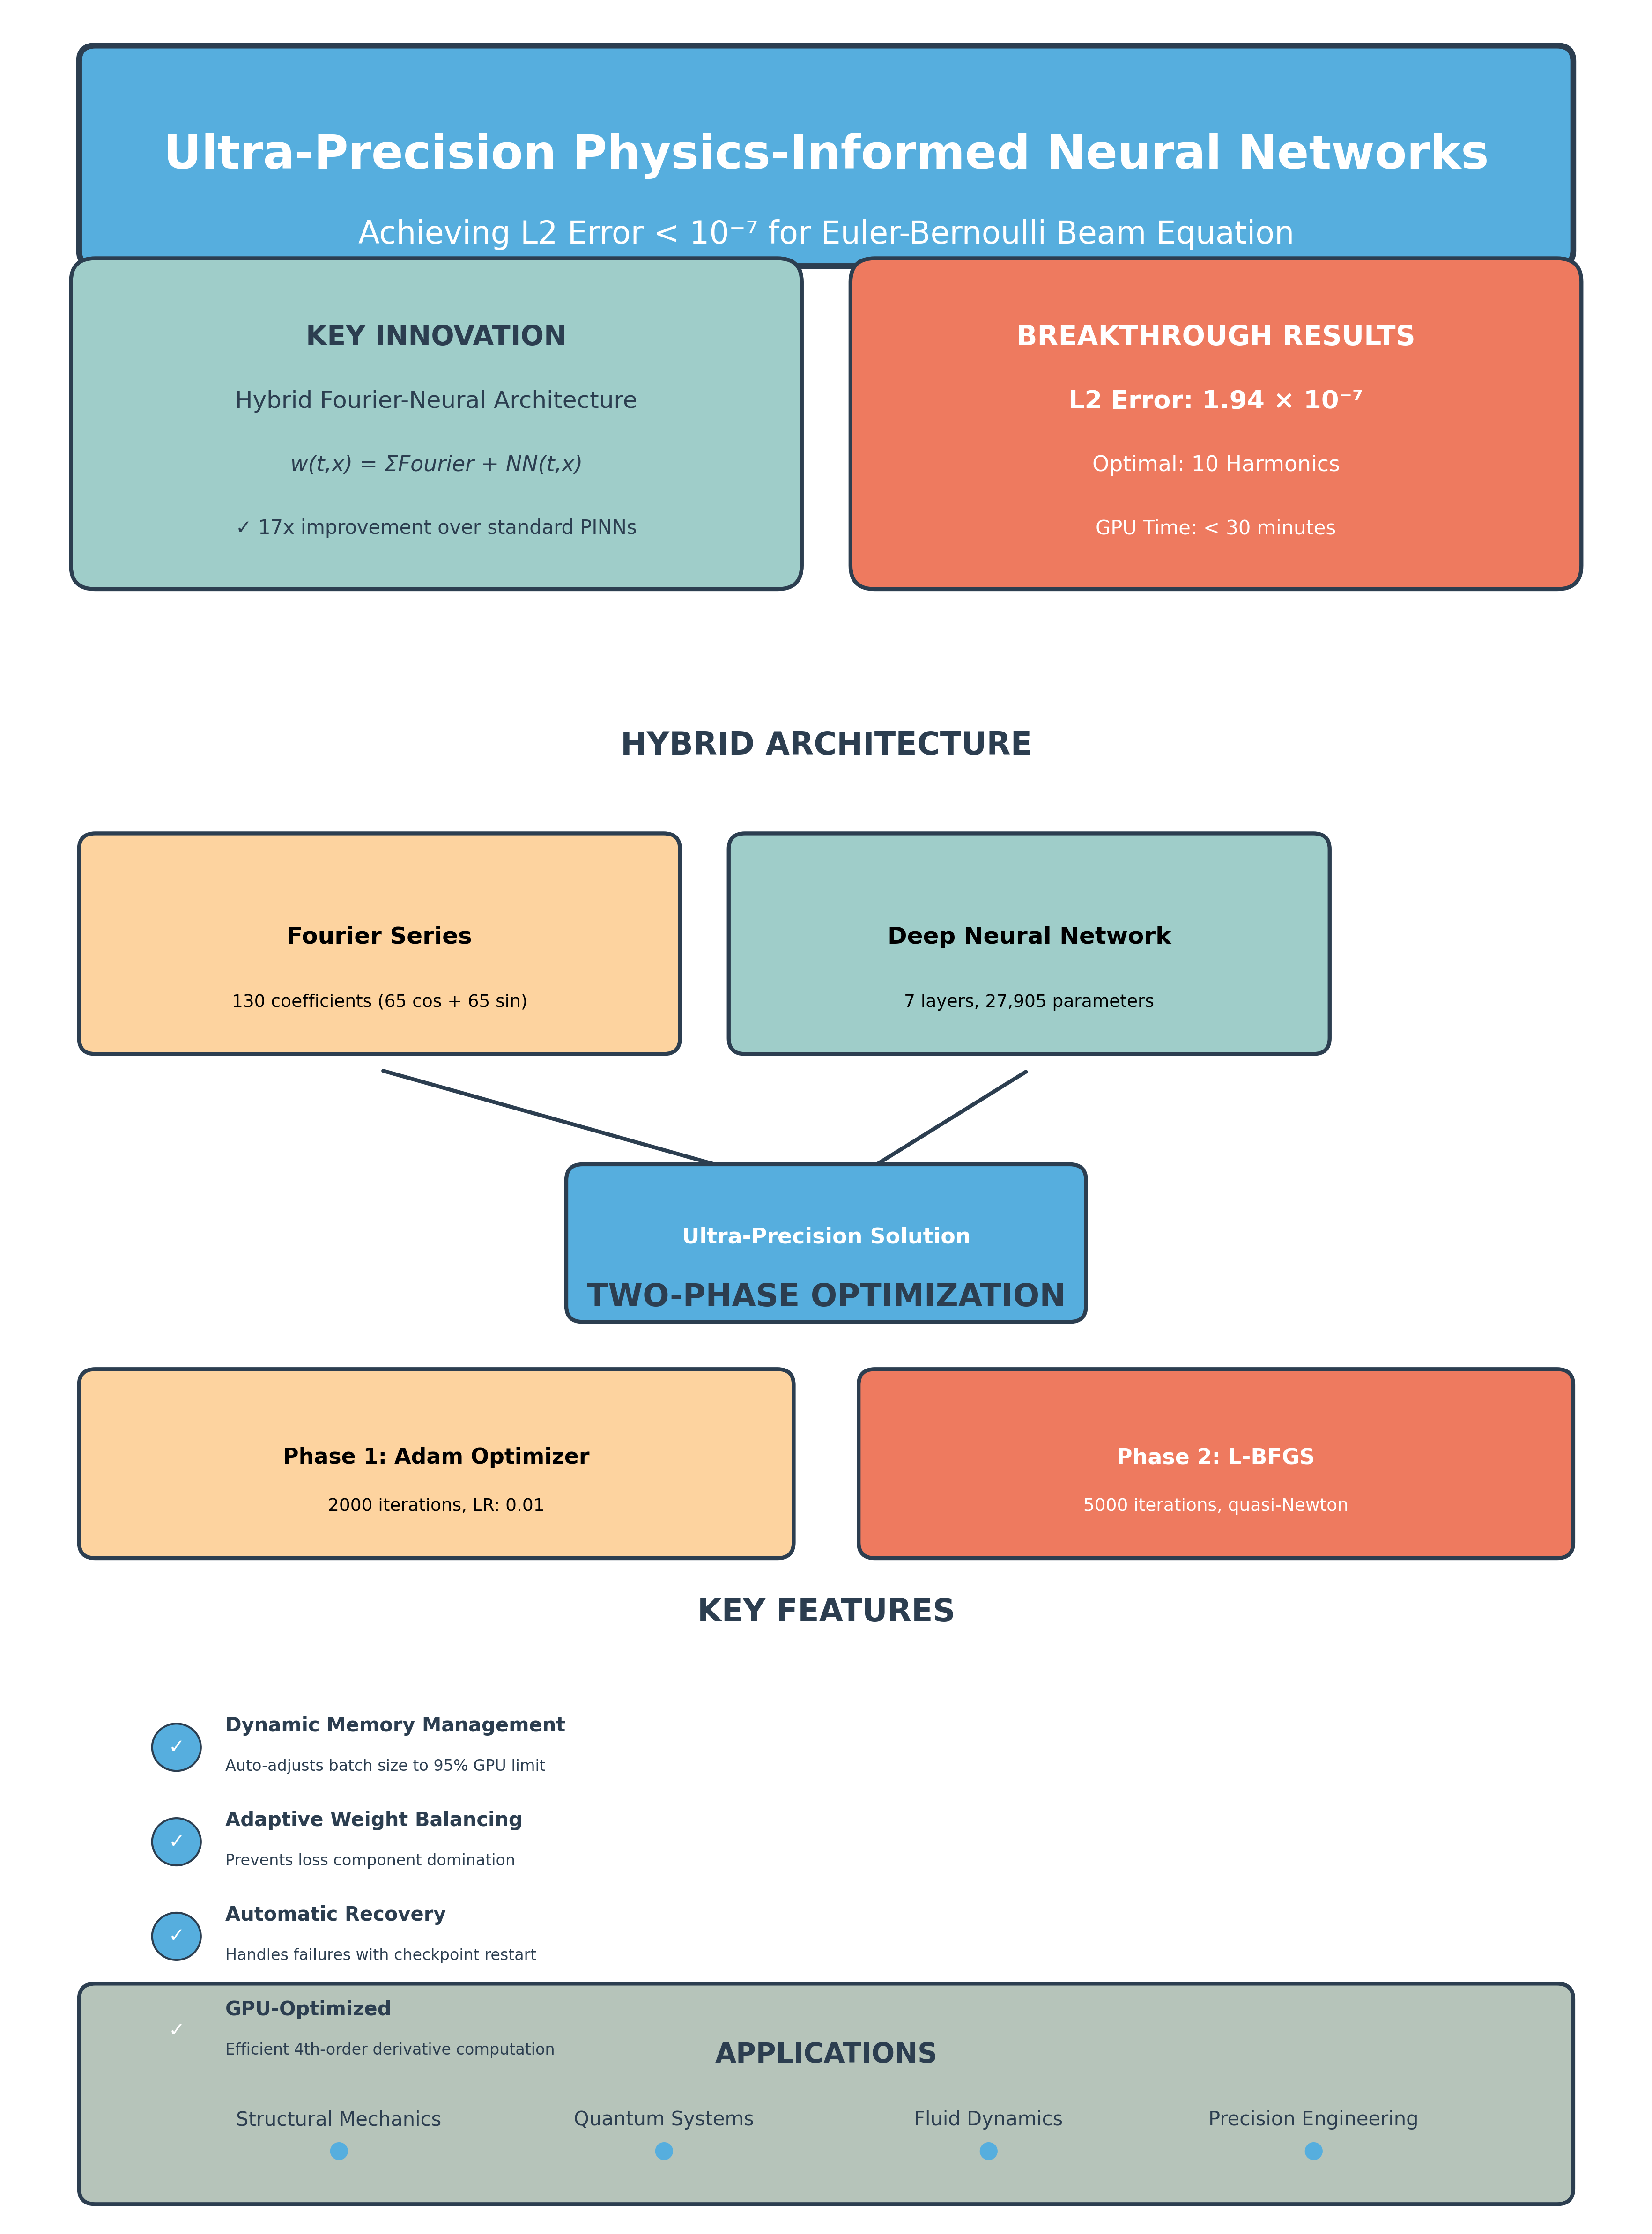 Ultra-Precision Physics-Informed Neural Networks
Achieving L2 Error < 10⁻⁷ for Euler-Bernoulli Beam Equation
KEY INNOVATION
Hybrid Fourier-Neural Architecture
w(t,x) = ΣFourier + NN(t,x)
✓ 17x improvement over standard PINNs
BREAKTHROUGH RESULTS
L2 Error: 1.94 × 10⁻⁷
Optimal: 10 Harmonics
GPU Time: < 30 minutes
HYBRID ARCHITECTURE
Fourier Series
130 coefficients (65 cos + 65 sin)
Deep Neural Network
7 layers, 27,905 parameters
Ultra-Precision Solution
TWO-PHASE OPTIMIZATION
Phase 1: Adam Optimizer
2000 iterations, LR: 0.01
Phase 2: L-BFGS
5000 iterations, quasi-Newton
KEY FEATURES
✓ Dynamic Memory Management
Auto-adjusts batch size to 95% GPU limit
✓ Adaptive Weight Balancing
Prevents loss component domination
✓ Automatic Recovery
Handles failures with checkpoint restart
✓ GPU-Optimized
Efficient 4th-order derivative computation
APPLICATIONS
Structural Mechanics
Quantum Systems
Fluid Dynamics
Precision Engineering